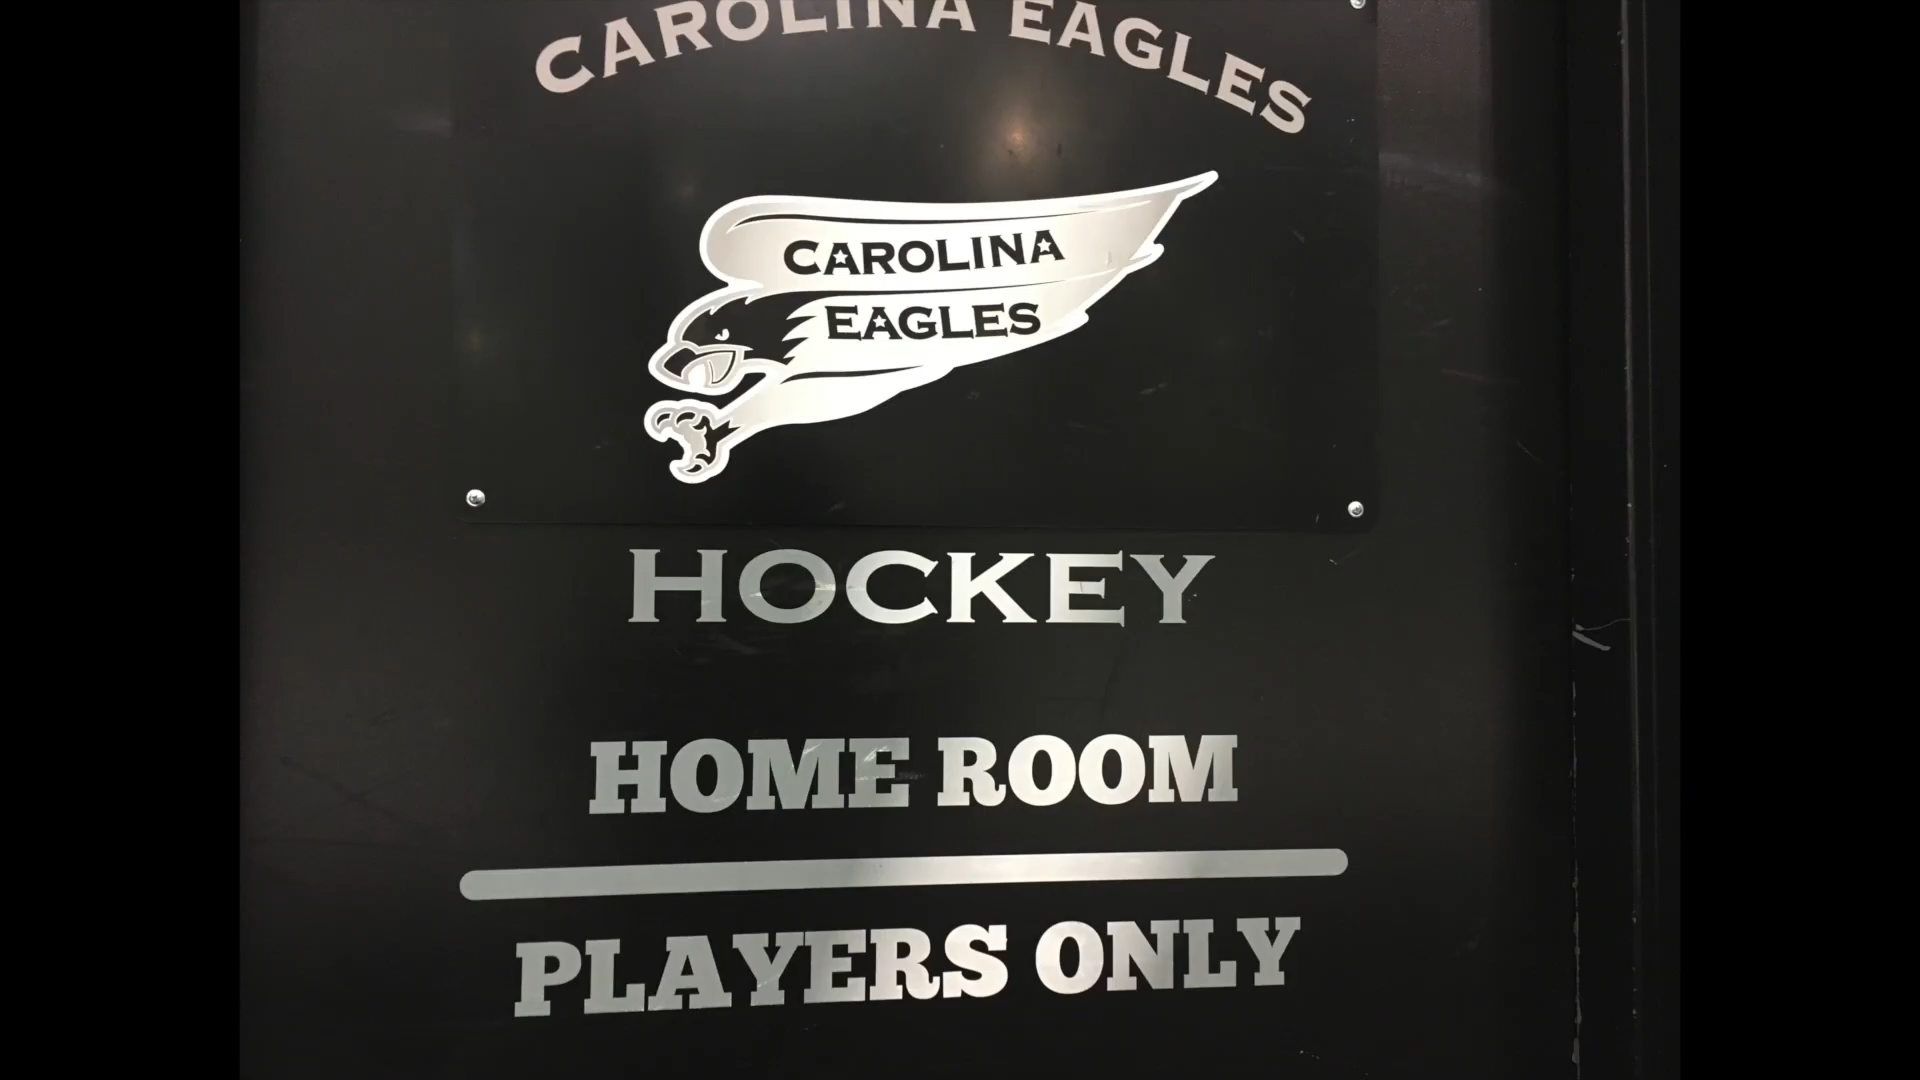 CAROLINA EAGLES
CAROLINA
EAGLES
HOCKEY
HOME ROOM
PLAYERS ONLY